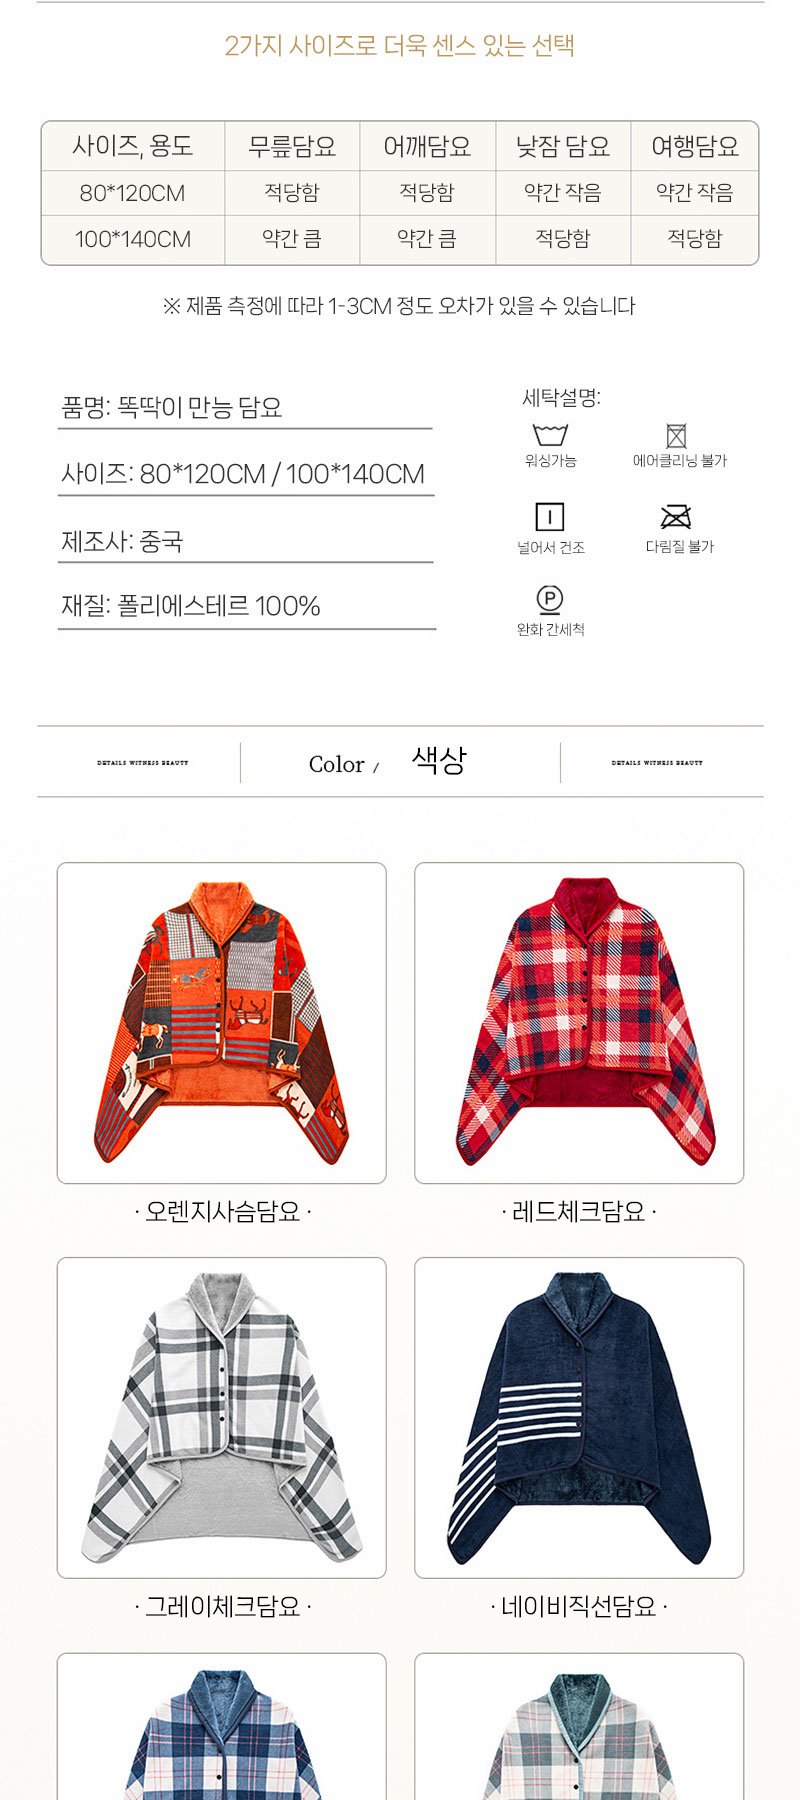 2가지 사이즈로 더욱 센스 있는 선택
사이즈, 용도 무릎담요 어깨담요 낮잠 담요 여행담요
80*120CM 적당함 적당함 약간 작음 약간 작음
100*140CM 약간 큼 약간 큼 적당함 적당함
※ 제품 측정에 따라 1-3CM 정도 오차가 있을 수 있습니다
품명: 똑딱이 만능 담요
사이즈: 80*120CM / 100*140CM
제조사: 중국
재질: 폴리에스테르 100%
세탁설명:
워싱가능 에어클리닝 불가
널어서 건조 다림질 불가
P
완화 간세척
DETAILS WITNESS BEAUTY Color / 색상 DETAILS WITNESS BEAUTY
· 오렌지사슴담요 · · 레드체크담요 ·
· 그레이체크담요 · · 네이비직선담요 ·